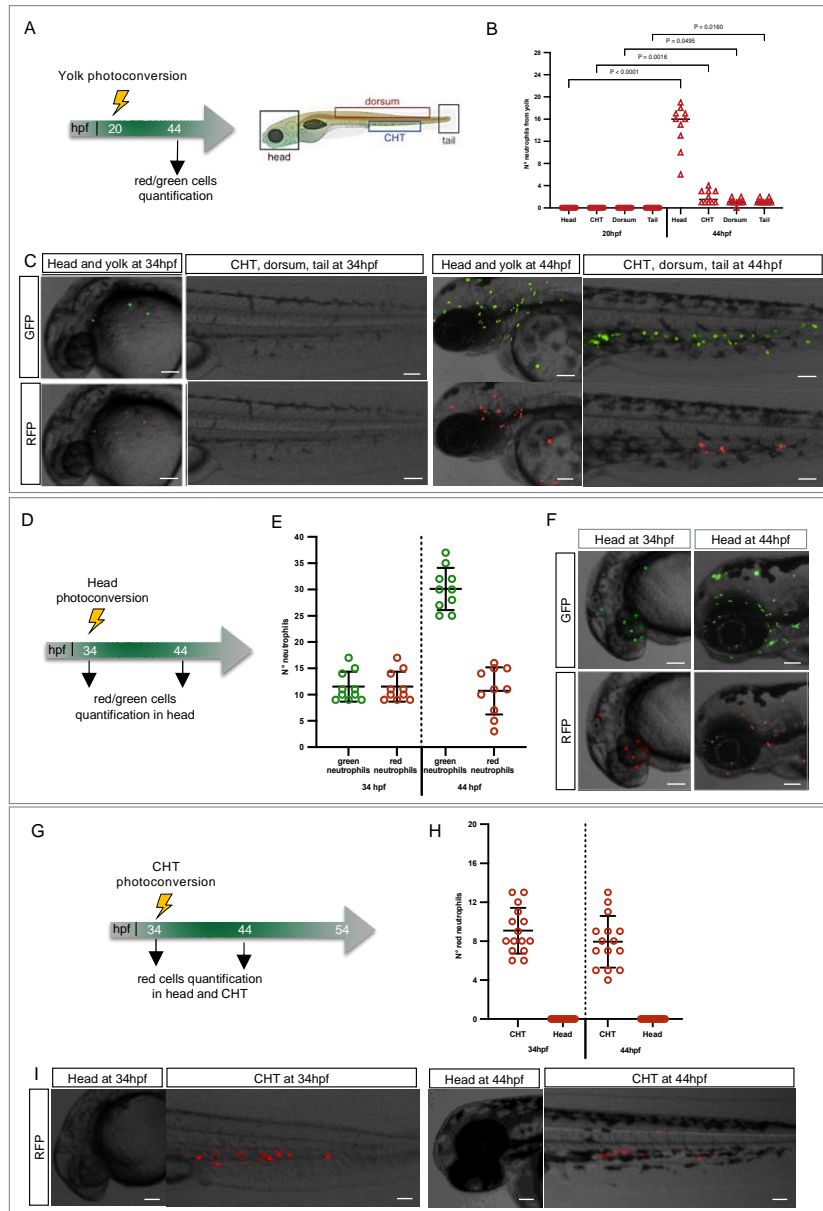 A
Yolk photoconversion
hpf
20
44
red/green cells
quantification
dorsum
CHT
head
tail
B
P = 0.0160
P = 0.0495
P = 0.0016
P < 0.0001
N° neutrophils from yolk
28
24
20
16
12
8
4
0
Head
CHT
Dorsum
Tail
Head
CHT
Dorsum
Tail
20hpf
44hpf
C
Head and yolk at 34hpf
CHT, dorsum, tail at 34hpf
Head and yolk at 44hpf
CHT, dorsum, tail at 44hpf
GFP
RFP
D
Head
photoconversion
hpf
34
44
red/green cells
quantification in head
E
N° neutrophils
40
35
30
25
20
15
10
5
0
green
neutrophils
red
neutrophils
green
neutrophils
red
neutrophils
34 hpf
44 hpf
F
Head at 34hpf
Head at 44hpf
GFP
RFP
G
CHT
photoconversion
hpf
34
44
54
red cells quantification
in head and CHT
H
N° red neutrophils
20
16
12
8
4
0
CHT
Head
CHT
Head
34hpf
44hpf
I
Head at 34hpf
CHT at 34hpf
Head at 44hpf
CHT at 44hpf
RFP